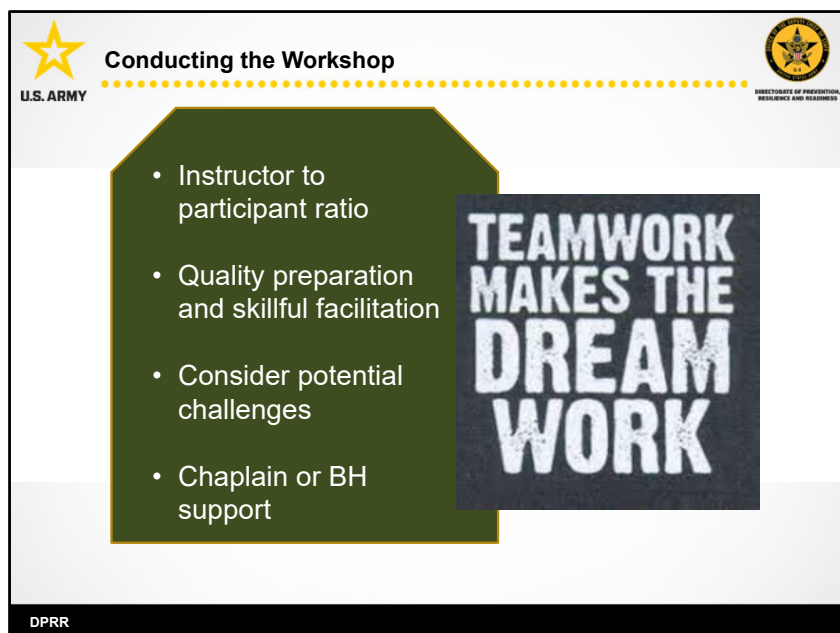 Conducting the Workshop
U.S. ARMY
DIRECTORATE OF PREVENTION,
RESILIENCE AND READINESS
• Instructor to
participant ratio
• Quality preparation
and skillful facilitation
• Consider potential
challenges
• Chaplain or BH
support
TEAMWORK
MAKES THE
DREAM
WORK
DPRR